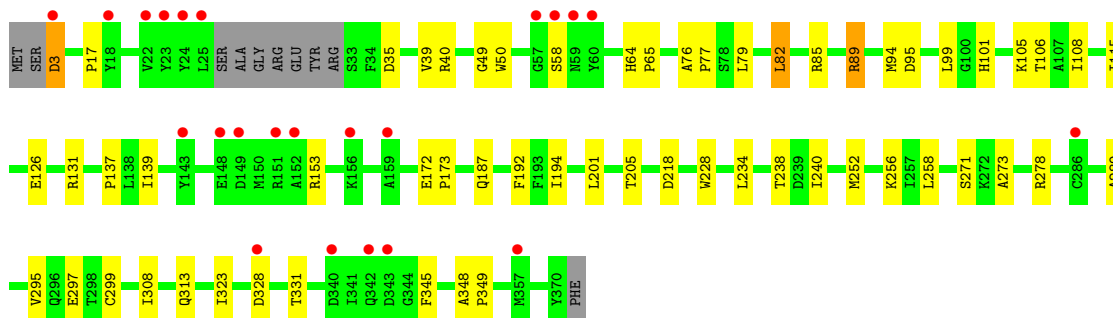 MET SER D3 P17 Y18 V22 Y23 Y24 L25 SER ALA GLY ARG GLU TYR ARG S33 F34 D35 V39 R40 G49 W50 G57 S58 N59 Y60 H64 P65 A76 P77 S78 L79 L82 R85 R89 M94 D95 L99 G100 H101 K105 T106 A107 I108
E126 R131 P137 L138 I139 Y143 E148 D149 M150 R151 A152 R153 K156 A159 E172 P173 Q187 F192 F193 I194 L201 T205 D218 W228 L234 T238 D239 I240 M252 K256 I257 L258 S271 K272 A273 R278 C286
V295 Q296 E297 T298 C299 I308 Q313 I323 D328 T331 D340 I341 Q342 D343 G344 F345 A348 P349 M357 Y370 PHE